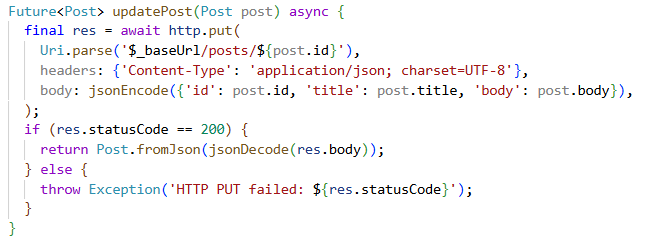 Future<Post> updatePost(Post post) async {
  final res = await http.put(
    Uri.parse('$_baseUrl/posts/${post.id}'),
    headers: {'Content-Type': 'application/json; charset=UTF-8'},
    body: jsonEncode({'id': post.id, 'title': post.title, 'body': post.body}),
  );
  if (res.statusCode == 200) {
    return Post.fromJson(jsonDecode(res.body));
  } else {
    throw Exception('HTTP PUT failed: ${res.statusCode}');
  }
}